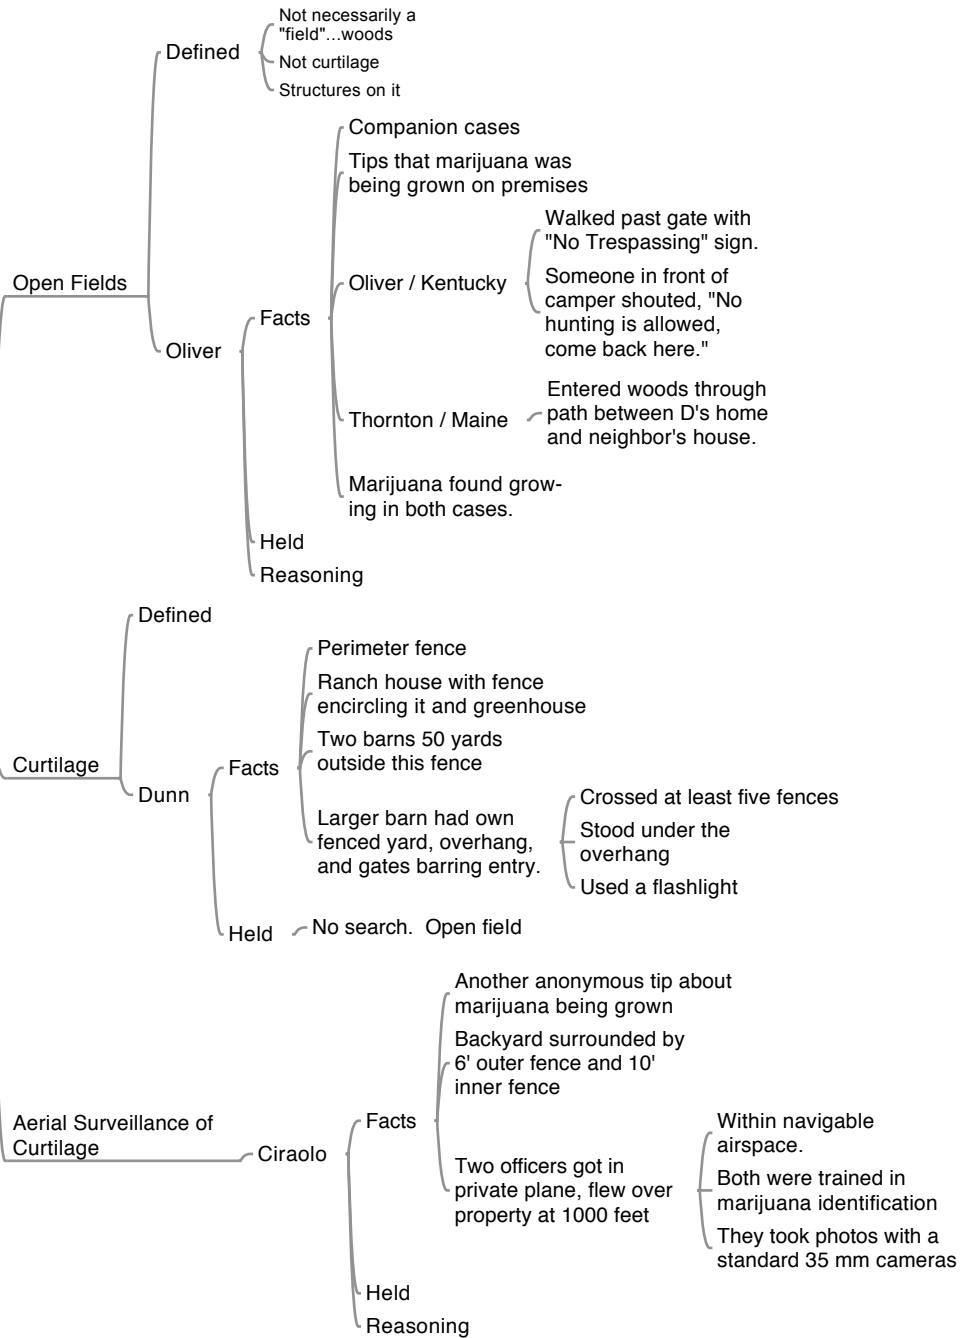 Not necessarily a
"field"...woods
Defined
Not curtilage
Structures on it
Companion cases
Tips that marijuana was
being grown on premises
Walked past gate with
"No Trespassing" sign.
Open Fields
Oliver / Kentucky
Someone in front of
camper shouted, "No
hunting is allowed,
come back here."
Facts
Oliver
Thornton / Maine
Entered woods through
path between D's home
and neighbor's house.
Marijuana found grow-
ing in both cases.
Held
Reasoning
Defined
Perimeter fence
Ranch house with fence
encircling it and greenhouse
Two barns 50 yards
outside this fence
Curtilage
Facts
Dunn
Larger barn had own
fenced yard, overhang,
and gates barring entry.
Crossed at least five fences
Stood under the
overhang
Used a flashlight
Held
No search.  Open field
Another anonymous tip about
marijuana being grown
Backyard surrounded by
6' outer fence and 10'
inner fence
Aerial Surveillance of
Curtilage
Ciraolo
Facts
Two officers got in
private plane, flew over
property at 1000 feet
Within navigable
airspace.
Both were trained in
marijuana identification
They took photos with a
standard 35 mm cameras
Held
Reasoning